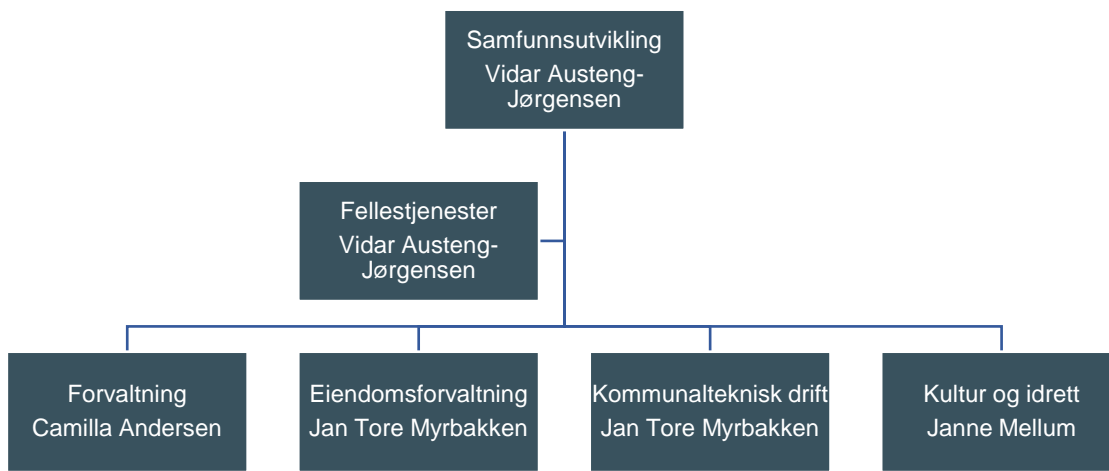 Samfunnsutvikling
Vidar Austeng-
Jørgensen
Fellestjenester
Vidar Austeng-
Jørgensen
Forvaltning
Camilla Andersen
Eiendomsforvaltning
Jan Tore Myrbakken
Kommunalteknisk drift
Jan Tore Myrbakken
Kultur og idrett
Janne Mellum